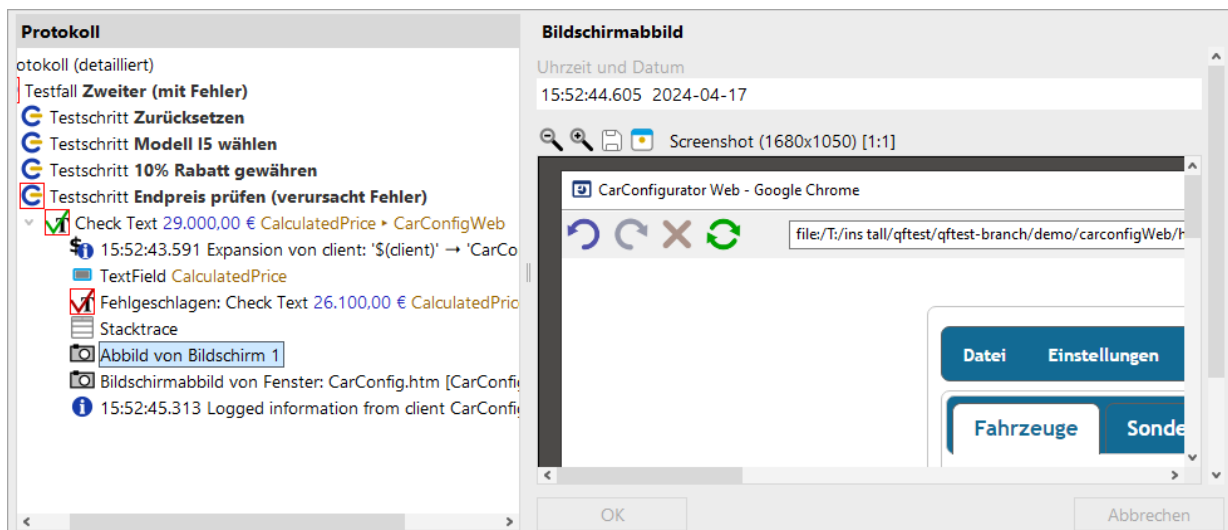 Protokoll
otokoll (detailliert)
Testfall Zweiter (mit Fehler)
Testschritt Zurücksetzen
Testschritt Modell I5 wählen
Testschritt 10% Rabatt gewähren
Testschritt Endpreis prüfen (verursacht Fehler)
Check Text 29.000,00 € CalculatedPrice ▸ CarConfigWeb
15:52:43.591 Expansion von client: '$(client)' → 'CarCo
TextField CalculatedPrice
Fehlgeschlagen: Check Text 26.100,00 € CalculatedPric
Stacktrace
Abbild von Bildschirm 1
Bildschirmabbild von Fenster: CarConfig.htm [CarConfi
15:52:45.313 Logged information from client CarConfi
Bildschirmabbild
Uhrzeit und Datum
15:52:44.605 2024-04-17
Screenshot (1680x1050) [1:1]
CarConfigurator Web - Google Chrome
file:/T:/ins tall/qftest/qftest-branch/demo/carconfigWeb/h
Datei Einstellungen
Fahrzeuge Sonde
OK Abbrechen